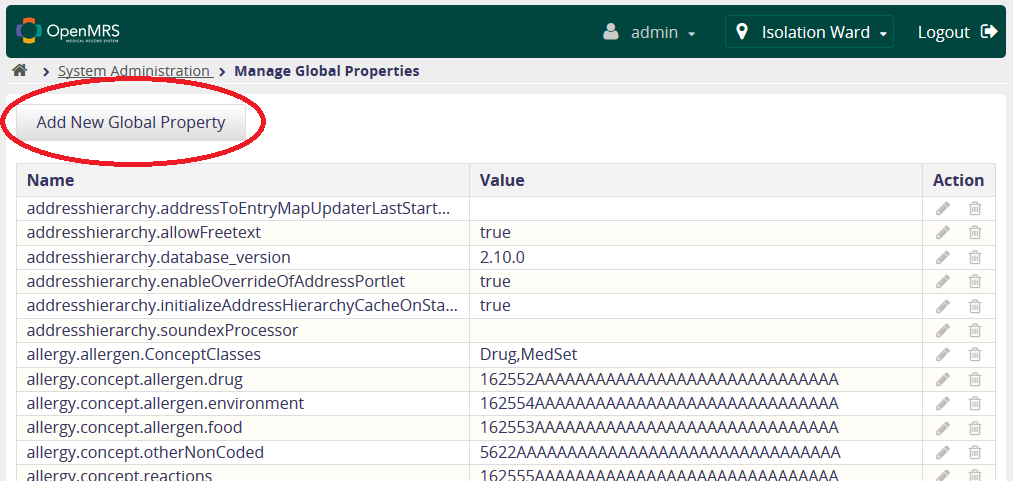 OpenMRS
MEDICAL RECORD SYSTEM
admin
Isolation Ward
Logout
System Administration
Manage Global Properties
Add New Global Property
Name Value Action
addresshierarchy.addressToEntryMapUpdaterLastStart...
addresshierarchy.allowFreetext true
addresshierarchy.database_version 2.10.0
addresshierarchy.enableOverrideOfAddressPortlet true
addresshierarchy.initializeAddressHierarchyCacheOnSta... true
addresshierarchy.soundexProcessor
allergy.allergen.ConceptClasses Drug,MedSet
allergy.concept.allergen.drug 162552AAAAAAAAAAAAAAAAAAAAAAAAAAAAAA
allergy.concept.allergen.environment 162554AAAAAAAAAAAAAAAAAAAAAAAAAAAAAA
allergy.concept.allergen.food 162553AAAAAAAAAAAAAAAAAAAAAAAAAAAAAA
allergy.concept.otherNonCoded 5622AAAAAAAAAAAAAAAAAAAAAAAAAAAAAAAA
allergy.concept.reactions 162555AAAAAAAAAAAAAAAAAAAAAAAAAAAAAA